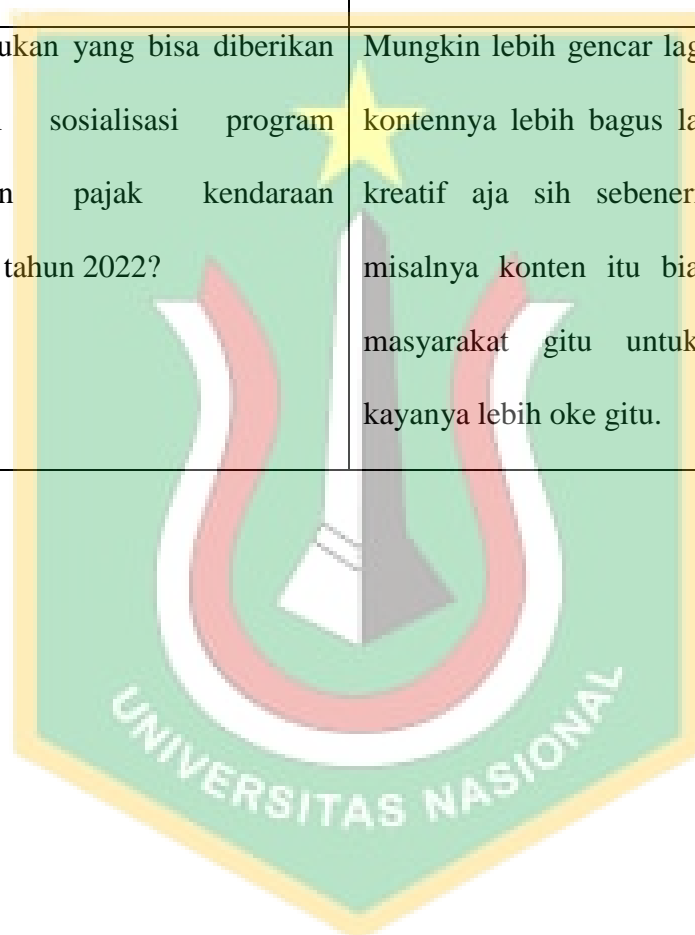 ukan yang bisa diberikan
sosialisasi program
n pajak kendaraan
tahun 2022?
Mungkin lebih gencar lag
kontennya lebih bagus la
kreatif aja sih sebener
misalnya konten itu bia
masyarakat gitu untuk
kayanya lebih oke gitu.
UNIVERSITAS NASIONAL